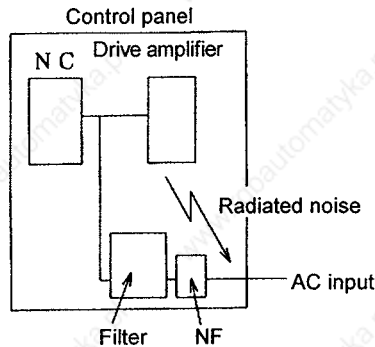 Control panel
Drive amplifier
N C
Radiated noise
AC input
Filter
NF